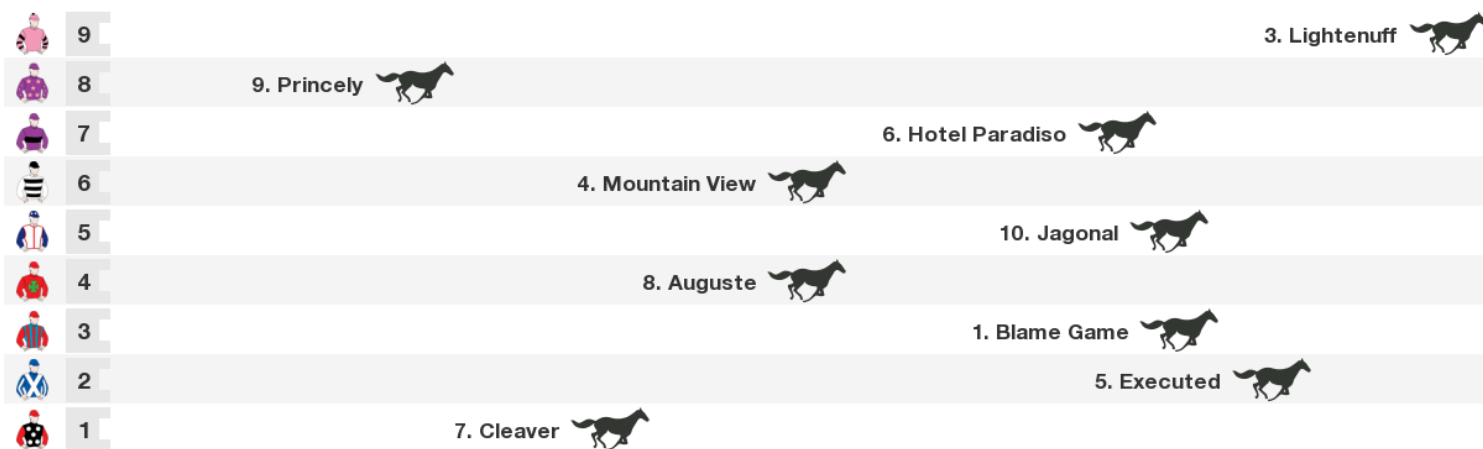 9 3. Lightenuff
8 9. Princely
7 6. Hotel Paradiso
6 4. Mountain View
5 10. Jagonal
4 8. Auguste
3 1. Blame Game
2 5. Executed
1 7. Cleaver